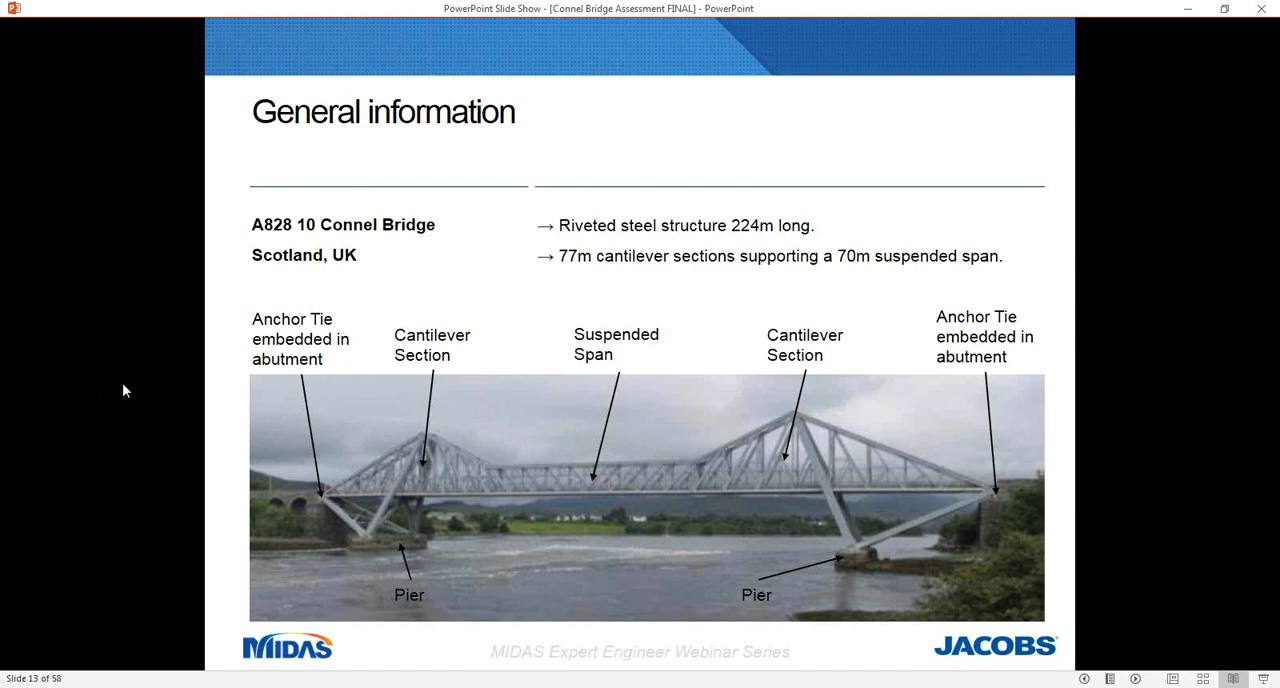 PowerPoint Slide Show - [Connel Bridge Assessment FINAL] - PowerPoint
General information
A828 10 Connel Bridge
Scotland, UK
→ Riveted steel structure 224m long.
→ 77m cantilever sections supporting a 70m suspended span.
Anchor Tie
embedded in
abutment
Cantilever
Section
Suspended
Span
Cantilever
Section
Anchor Tie
embedded in
abutment
Pier
Pier
MIDAS
MIDAS Expert Engineer Webinar Series
JACOBS
Slide 13 of 58